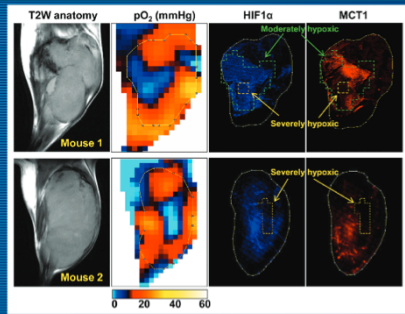 T2W anatomy
pO2 (mmHg)
HIF1α
MCT1
Moderately hypoxic
Severely hypoxic
Mouse 1
Severely hypoxic
Mouse 2
0 20 40 60